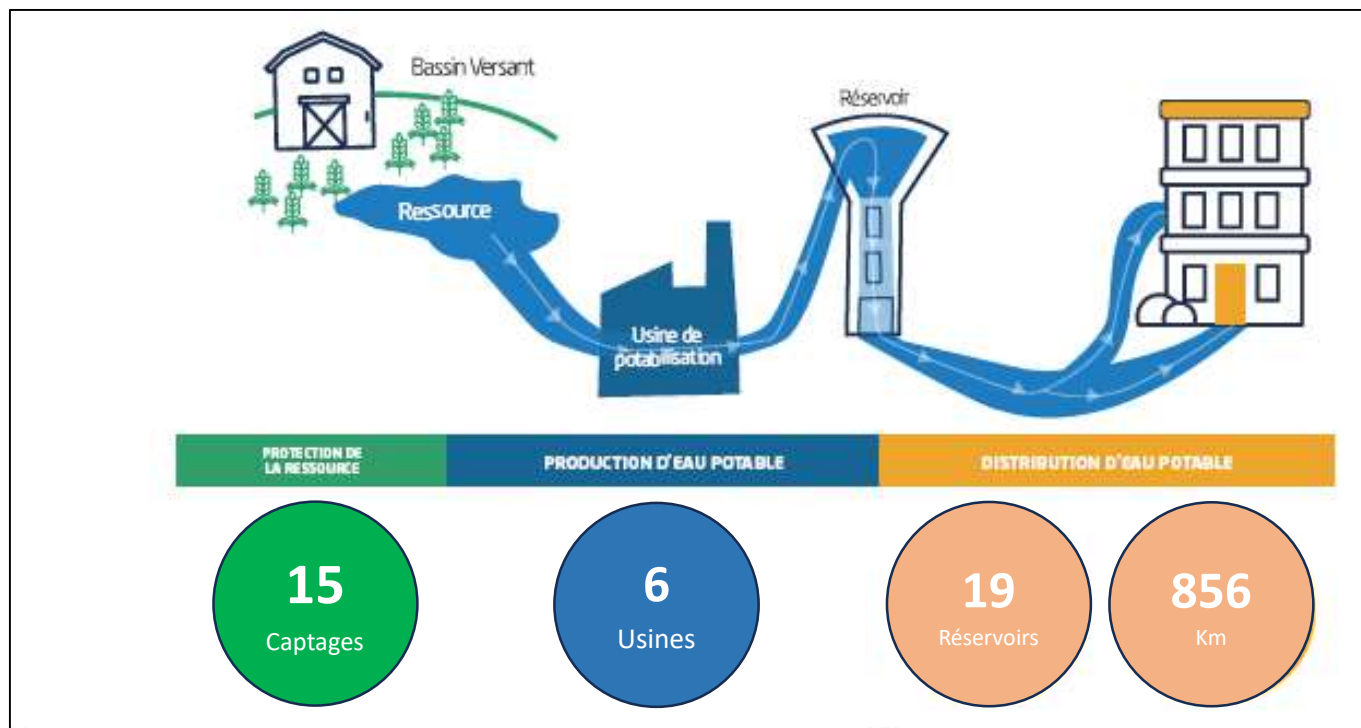 Bassin Versant
Réservoir
Ressource
Usine de
potabilisation
PROTECTION DE
LA RESSOURCE
PRODUCTION D'EAU POTABLE
DISTRIBUTION D'EAU POTABLE
15
Captages
6
Usines
19
Réservoirs
856
Km